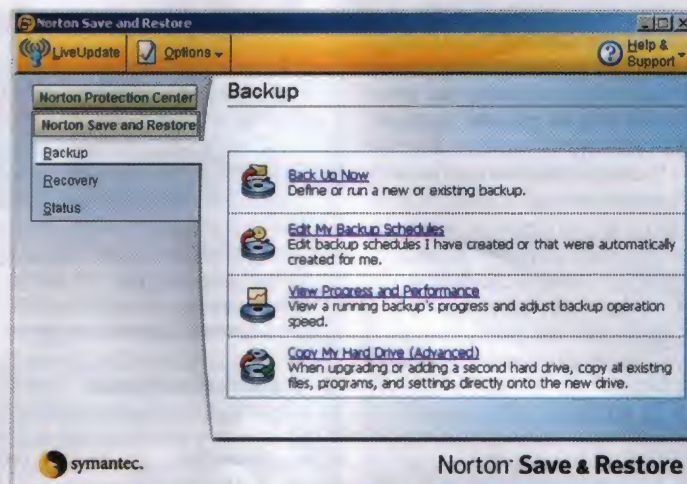 Norton Save and Restore
LiveUpdate
Options
Help &
Support
Norton Protection Center
Norton Save and Restore
Backup
Recovery
Status
Backup
Back Up Now
Define or run a new or existing backup.
Edit My Backup Schedules
Edit backup schedules I have created or that were automatically
created for me.
View Progress and Performance
View a running backup's progress and adjust backup operation
speed.
Copy My Hard Drive (Advanced)
When upgrading or adding a second hard drive, copy all existing
files, programs, and settings directly onto the new drive.
symantec.
Norton™ Save & Restore